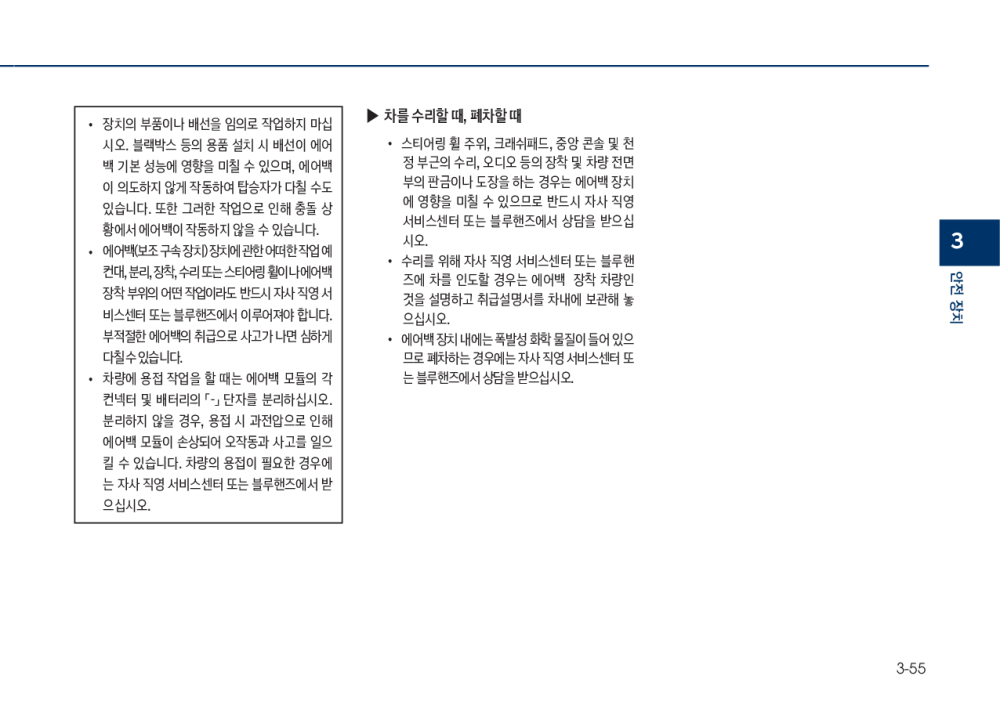 • 장치의 부품이나 배선을 임의로 작업하지 마십
시오. 블랙박스 등의 용품 설치 시 배선이 에어
백 기본 성능에 영향을 미칠 수 있으며, 에어백
이 의도하지 않게 작동하여 탑승자가 다칠 수도
있습니다. 또한 그러한 작업으로 인해 충돌 상
황에서 에어백이 작동하지 않을 수 있습니다.
• 에어백(보조 구속 장치) 장치에 관한 어떠한 작업 예
컨대, 분리, 장착, 수리 또는 스티어링 휠이나 에어백
장착 부위의 어떤 작업이라도 반드시 자사 직영 서
비스센터 또는 블루핸즈에서 이루어져야 합니다.
부적절한 에어백의 취급으로 사고가 나면 심하게
다칠 수 있습니다.
• 차량에 용접 작업을 할 때는 에어백 모듈의 각
컨넥터 및 배터리의 「-」 단자를 분리하십시오.
분리하지 않을 경우, 용접 시 과전압으로 인해
에어백 모듈이 손상되어 오작동과 사고를 일으
킬 수 있습니다. 차량의 용접이 필요한 경우에
는 자사 직영 서비스센터 또는 블루핸즈에서 받
으십시오.
▶ 차를 수리할 때, 폐차할 때
• 스티어링 휠 주위, 크래쉬패드, 중앙 콘솔 및 천
정 부근의 수리, 오디오 등의 장착 및 차량 전면
부의 판금이나 도장을 하는 경우는 에어백 장치
에 영향을 미칠 수 있으므로 반드시 자사 직영
서비스센터 또는 블루핸즈에서 상담을 받으십
시오.
• 수리를 위해 자사 직영 서비스센터 또는 블루핸
즈에 차를 인도할 경우는 에어백 장착 차량인
것을 설명하고 취급설명서를 차내에 보관해 놓
으십시오.
• 에어백 장치 내에는 폭발성 화학 물질이 들어 있으
므로 폐차하는 경우에는 자사 직영 서비스센터 또
는 블루핸즈에서 상담을 받으십시오.
3
안전 장치
3-55